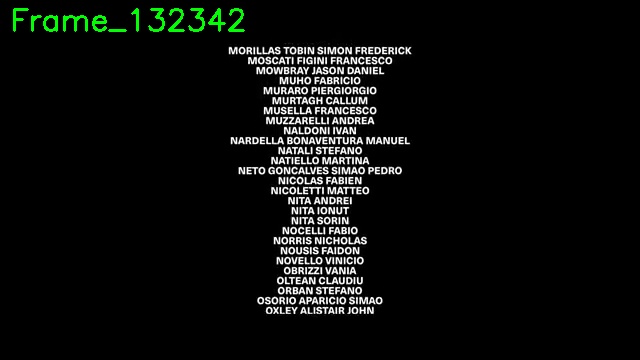 Frame_132342
MORILLAS TOBIN SIMON FREDERICK
MOSCATI FIGINI FRANCESCO
MOWBRAY JASON DANIEL
MUHO FABRICIO
MURARO PIERGIORGIO
MURTAGH CALLUM
MUSELLA FRANCESCO
MUZZARELLI ANDREA
NALDONI IVAN
NARDELLA BONAVENTURA MANUEL
NATALI STEFANO
NATIELLO MARTINA
NETO GONCALVES SIMAO PEDRO
NICOLAS FABIEN
NICOLETTI MATTEO
NITA ANDREI
NITA IONUT
NITA SORIN
NOCELLI FABIO
NORRIS NICHOLAS
NOUSIS FAIDON
NOVELLO VINICIO
OBRIZZI VANIA
OLTEAN CLAUDIU
ORBAN STEFANO
OSORIO APARICIO SIMAO
OXLEY ALISTAIR JOHN